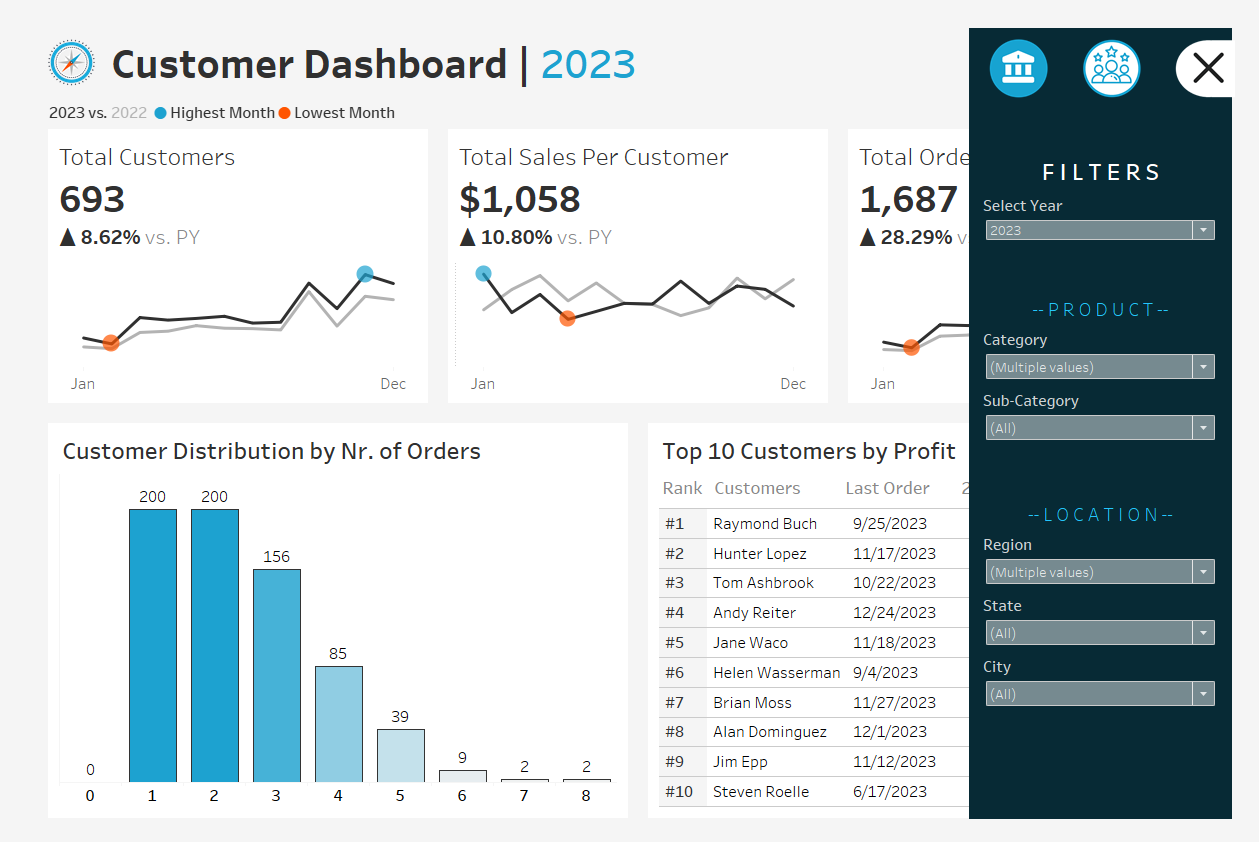 Customer Dashboard | 2023
2023 vs. 2022 Highest Month Lowest Month
Total Customers
693
▲ 8.62% vs. PY
Jan Dec
Total Sales Per Customer
$1,058
▲ 10.80% vs. PY
Jan Dec
Total Orde
1,687
▲ 28.29% v
Jan
Customer Distribution by Nr. of Orders
200 200
156
85
39
9
2 2
0
0 1 2 3 4 5 6 7 8
Top 10 Customers by Profit
Rank Customers Last Order 2
#1 Raymond Buch 9/25/2023
#2 Hunter Lopez 11/17/2023
#3 Tom Ashbrook 10/22/2023
#4 Andy Reiter 12/24/2023
#5 Jane Waco 11/18/2023
#6 Helen Wasserman 9/4/2023
#7 Brian Moss 11/27/2023
#8 Alan Dominguez 12/1/2023
#9 Jim Epp 11/12/2023
#10 Steven Roelle 6/17/2023
FILTERS
Select Year
2023
--PRODUCT--
Category
(Multiple values)
Sub-Category
(All)
--LOCATION--
Region
(Multiple values)
State
(All)
City
(All)